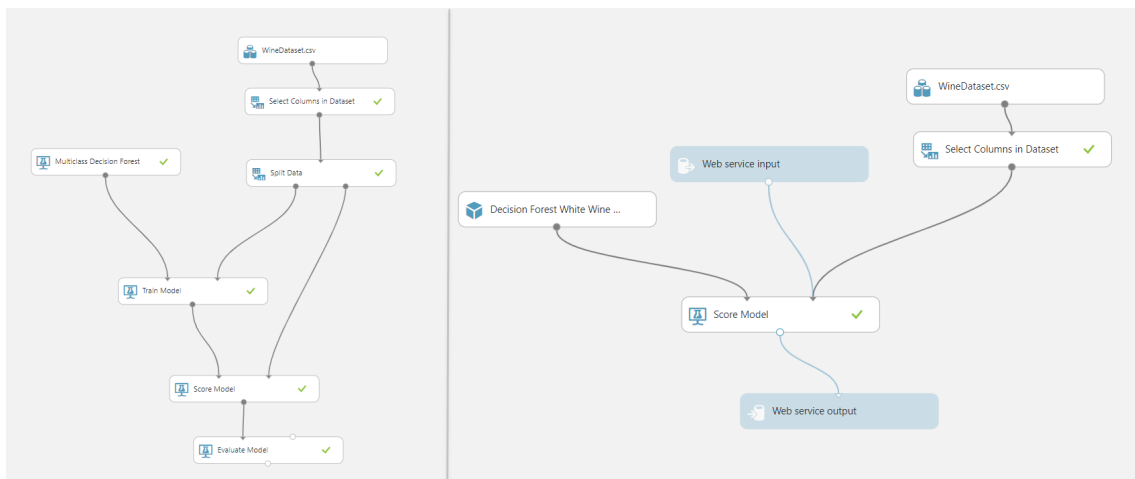 WineDataset.csv
Select Columns in Dataset
Multiclass Decision Forest
Split Data
Train Model
Score Model
Evaluate Model
WineDataset.csv
Select Columns in Dataset
Web service input
Decision Forest White Wine ...
Score Model
Web service output